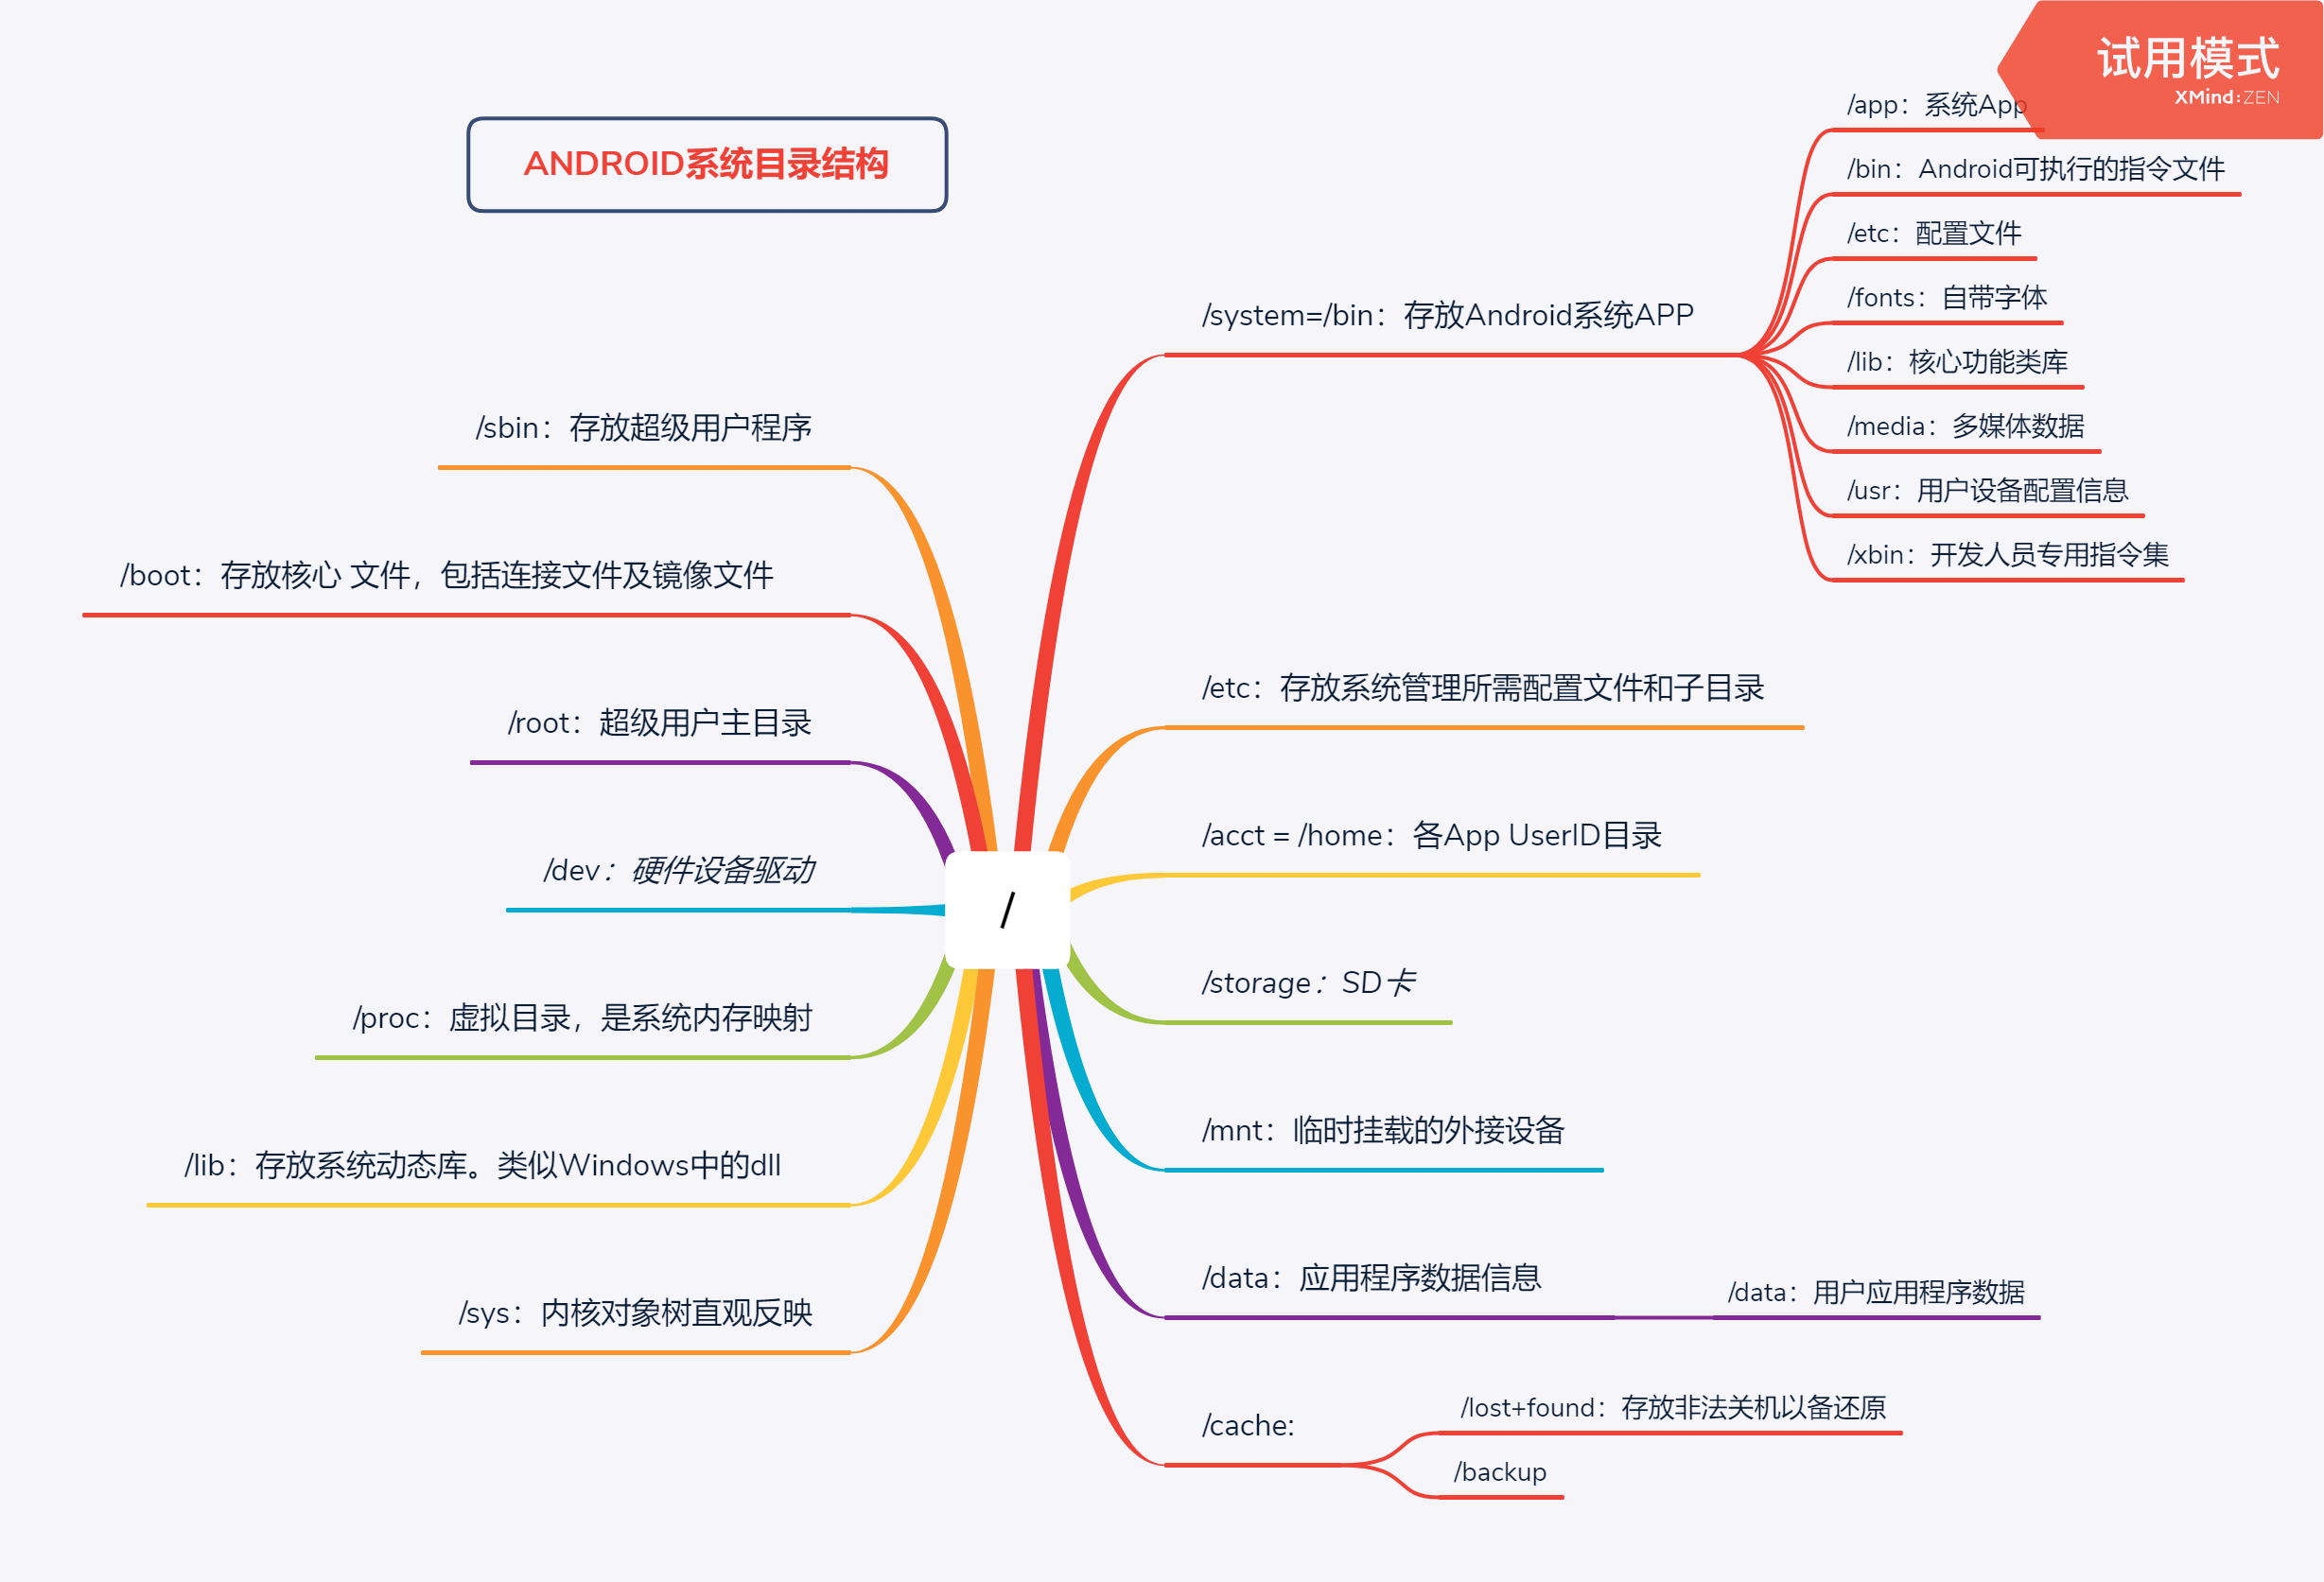 试用模式
XMind:ZEN
ANDROID系统目录结构
/
/system=/bin：存放Android系统APP
/app：系统App
/bin：Android可执行的指令文件
/etc：配置文件
/fonts：自带字体
/lib：核心功能类库
/media：多媒体数据
/usr：用户设备配置信息
/xbin：开发人员专用指令集
/etc：存放系统管理所需配置文件和子目录
/acct = /home：各App UserID目录
/storage：SD卡
/mnt：临时挂载的外接设备
/data：应用程序数据信息
/data：用户应用程序数据
/cache:
/lost+found：存放非法关机以备还原
/backup
/sbin：存放超级用户程序
/boot：存放核心 文件，包括连接文件及镜像文件
/root：超级用户主目录
/dev：硬件设备驱动
/proc：虚拟目录，是系统内存映射
/lib：存放系统动态库。类似Windows中的dll
/sys：内核对象树直观反映